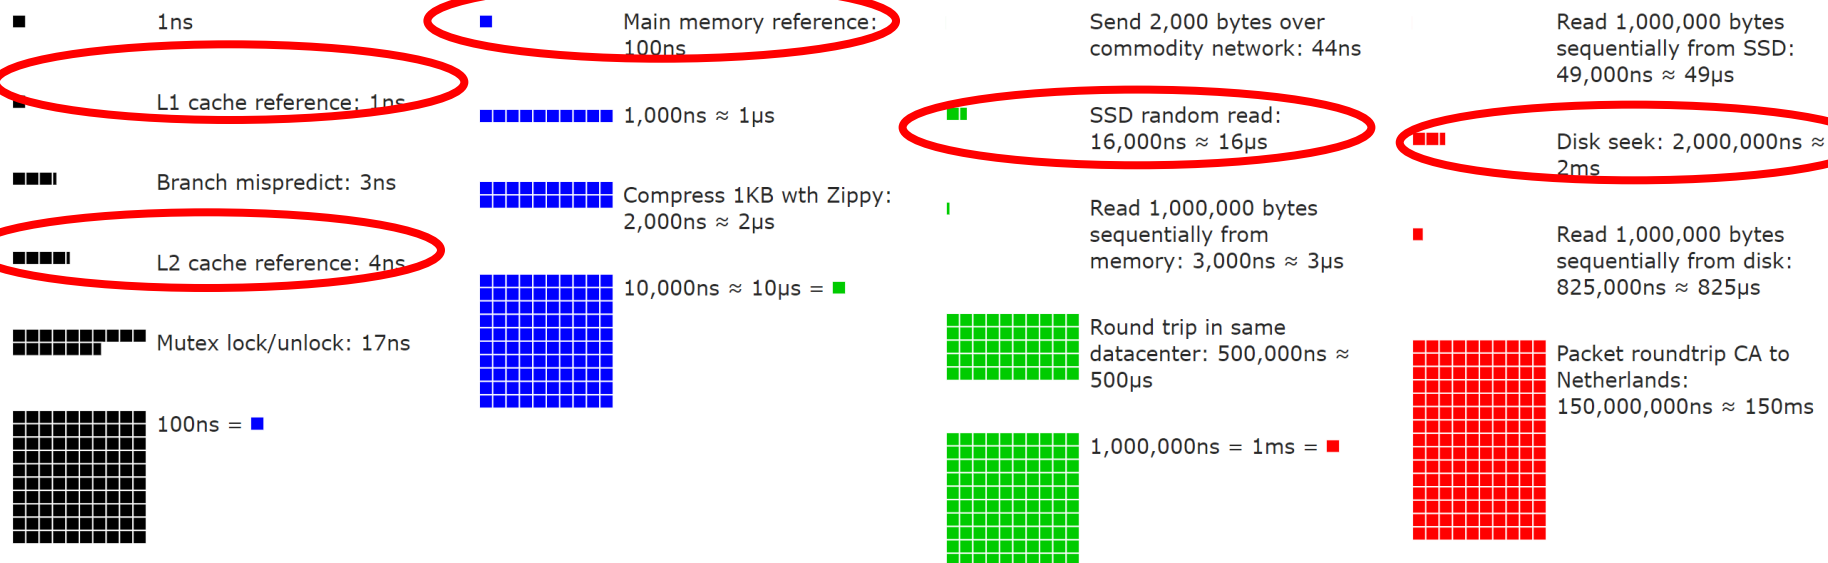 1ns
L1 cache reference: 1ns
Branch mispredict: 3ns
L2 cache reference: 4ns
Mutex lock/unlock: 17ns
100ns =
Main memory reference:
100ns
1,000ns ≈ 1µs
Compress 1KB wth Zippy:
2,000ns ≈ 2µs
10,000ns ≈ 10µs =
Send 2,000 bytes over
commodity network: 44ns
SSD random read:
16,000ns ≈ 16µs
Read 1,000,000 bytes
sequentially from
memory: 3,000ns ≈ 3µs
Round trip in same
datacenter: 500,000ns ≈
500µs
1,000,000ns = 1ms =
Read 1,000,000 bytes
sequentially from SSD:
49,000ns ≈ 49µs
Disk seek: 2,000,000ns ≈
2ms
Read 1,000,000 bytes
sequentially from disk:
825,000ns ≈ 825µs
Packet roundtrip CA to
Netherlands:
150,000,000ns ≈ 150ms